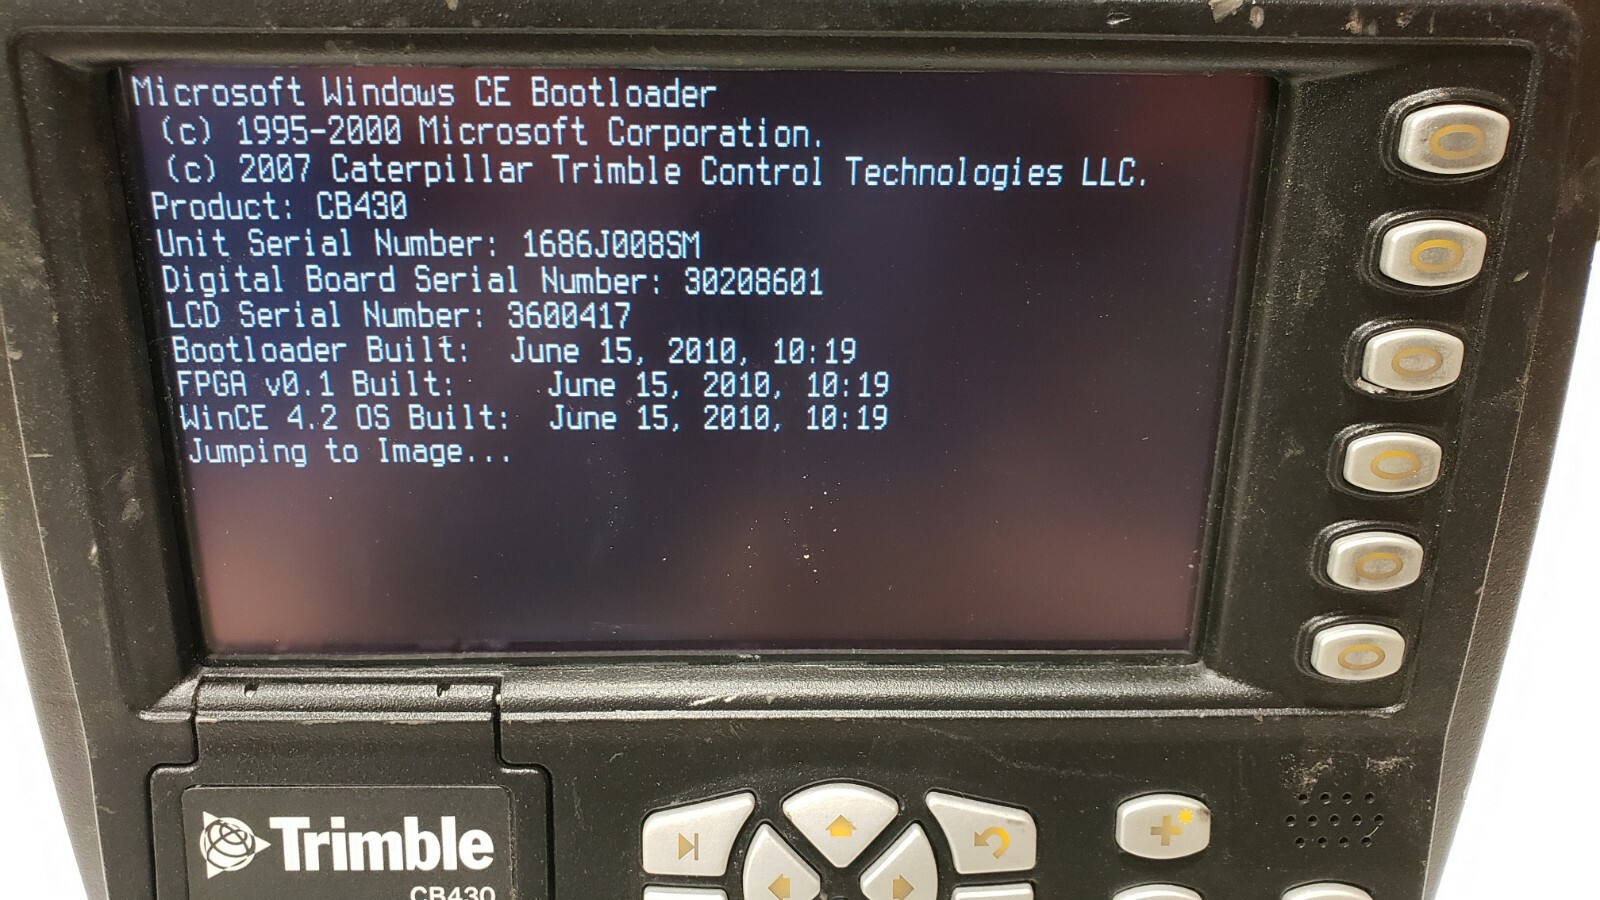 Microsoft Windows CE Bootloader
(c) 1995-2000 Microsoft Corporation.
(c) 2007 Caterpillar Trimble Control Technologies LLC.
Product: CB430
Unit Serial Number: 1686J008SM
Digital Board Serial Number: 30208601
LCD Serial Number: 3600417
Bootloader Built: June 15, 2010, 10:19
FPGA v0.1 Built: June 15, 2010, 10:19
WinCE 4.2 OS Built: June 15, 2010, 10:19
Jumping to Image...
Trimble
CB430